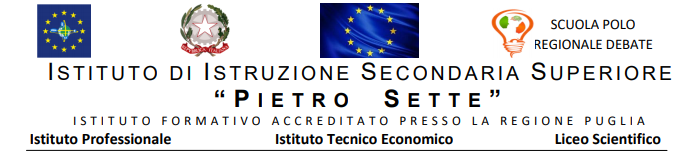 SCUOLA POLO
REGIONALE DEBATE
ISTITUTO DI ISTRUZIONE SECONDARIA SUPERIORE
“PIETRO SETTE”
ISTITUTO FORMATIVO ACCREDITATO PRESSO LA REGIONE PUGLIA
Istituto Professionale Istituto Tecnico Economico Liceo Scientifico